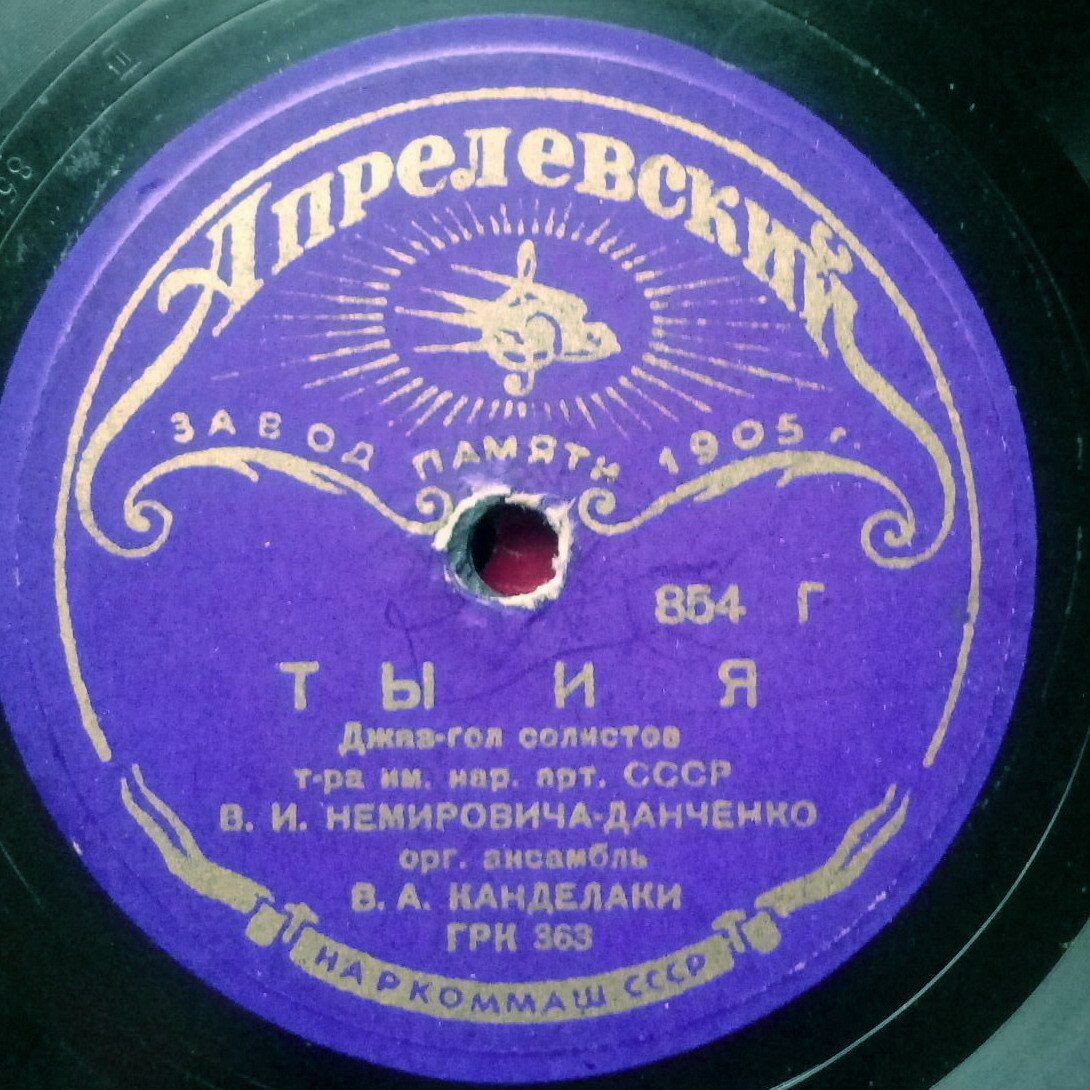 Апрелевский
ЗАВОД ПАМЯТИ 1905 г.
854 Г
ТЫ И Я
Джаз-гол солистов
т-ра им. нар. арт. СССР
В. И. НЕМИРОВИЧА-ДАНЧЕНКО
орг. ансамбль
В. А. КАНДЕЛАКИ
ГРК 363
НАРКОММАШ СССР
III